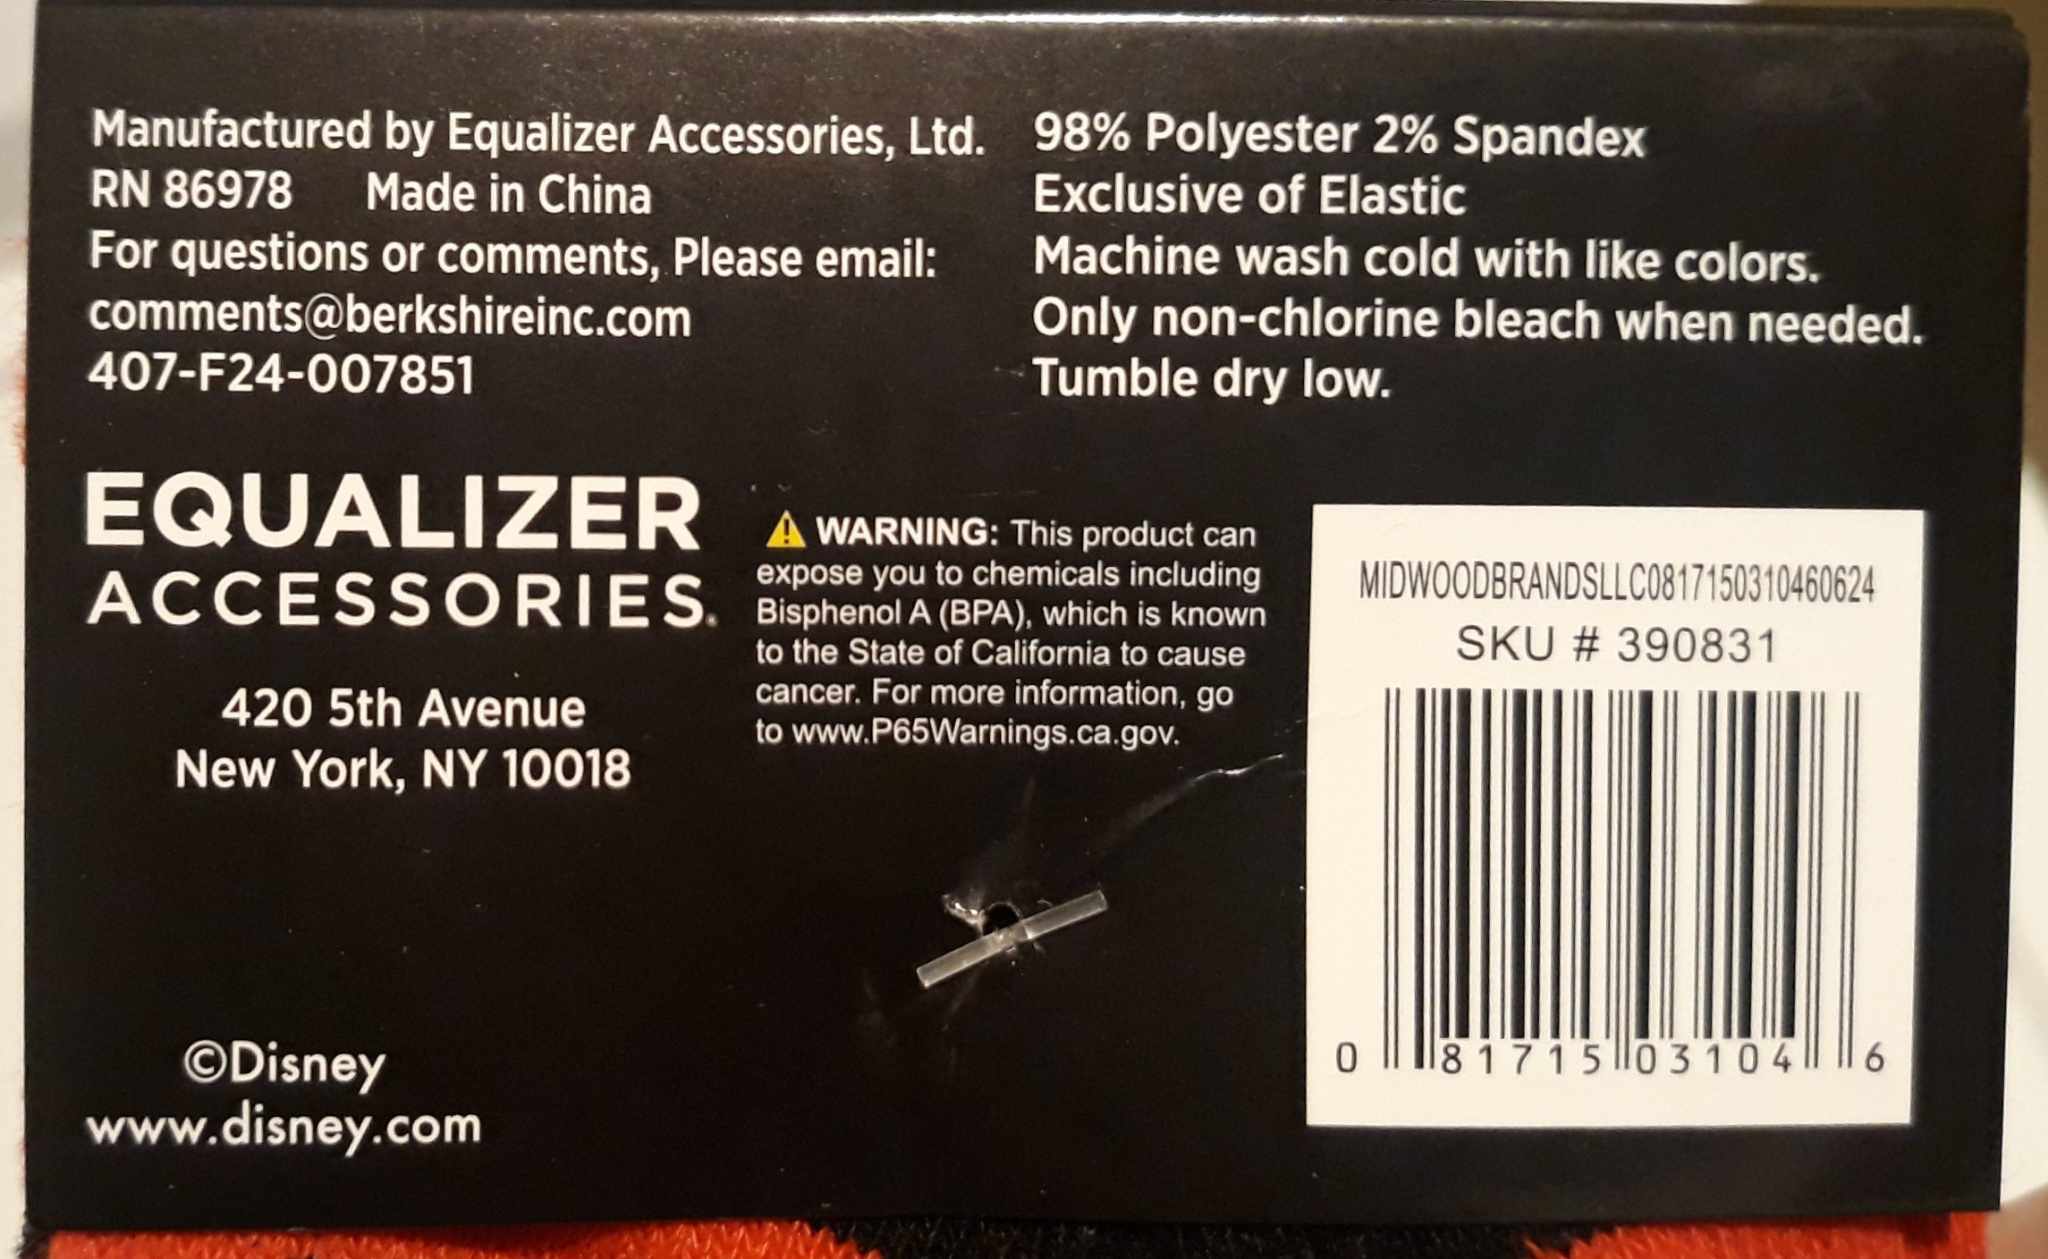 Manufactured by Equalizer Accessories, Ltd.
RN 86978 Made in China
For questions or comments, Please email:
comments@berkshireinc.com
407-F24-007851
98% Polyester 2% Spandex
Exclusive of Elastic
Machine wash cold with like colors.
Only non-chlorine bleach when needed.
Tumble dry low.
EQUALIZER
ACCESSORIES®
420 5th Avenue
New York, NY 10018
⚠ WARNING: This product can
expose you to chemicals including
Bisphenol A (BPA), which is known
to the State of California to cause
cancer. For more information, go
to www.P65Warnings.ca.gov.
MIDWOODBRANDSLLC0817150310460624
SKU # 390831
0 81715 03104 6
©Disney
www.disney.com